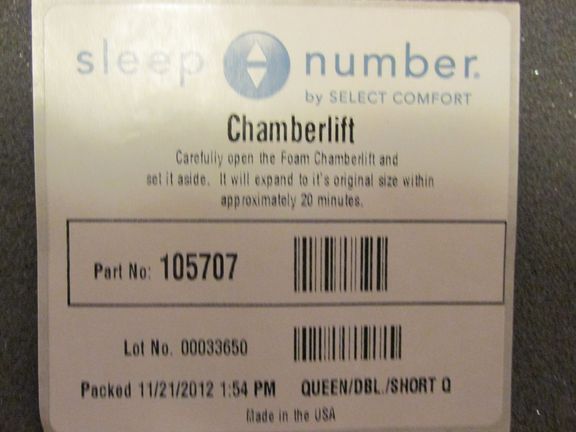 sleep number.
by SELECT COMFORT
Chamberlift
Carefully open the Foam Chamberlift and
set it aside. It will expand to it's original size within
approximately 20 minutes.
Part No: 105707
Lot No. 00033650
Packed 11/21/2012 1:54 PM QUEEN/DBL./SHORT Q
Made in the USA